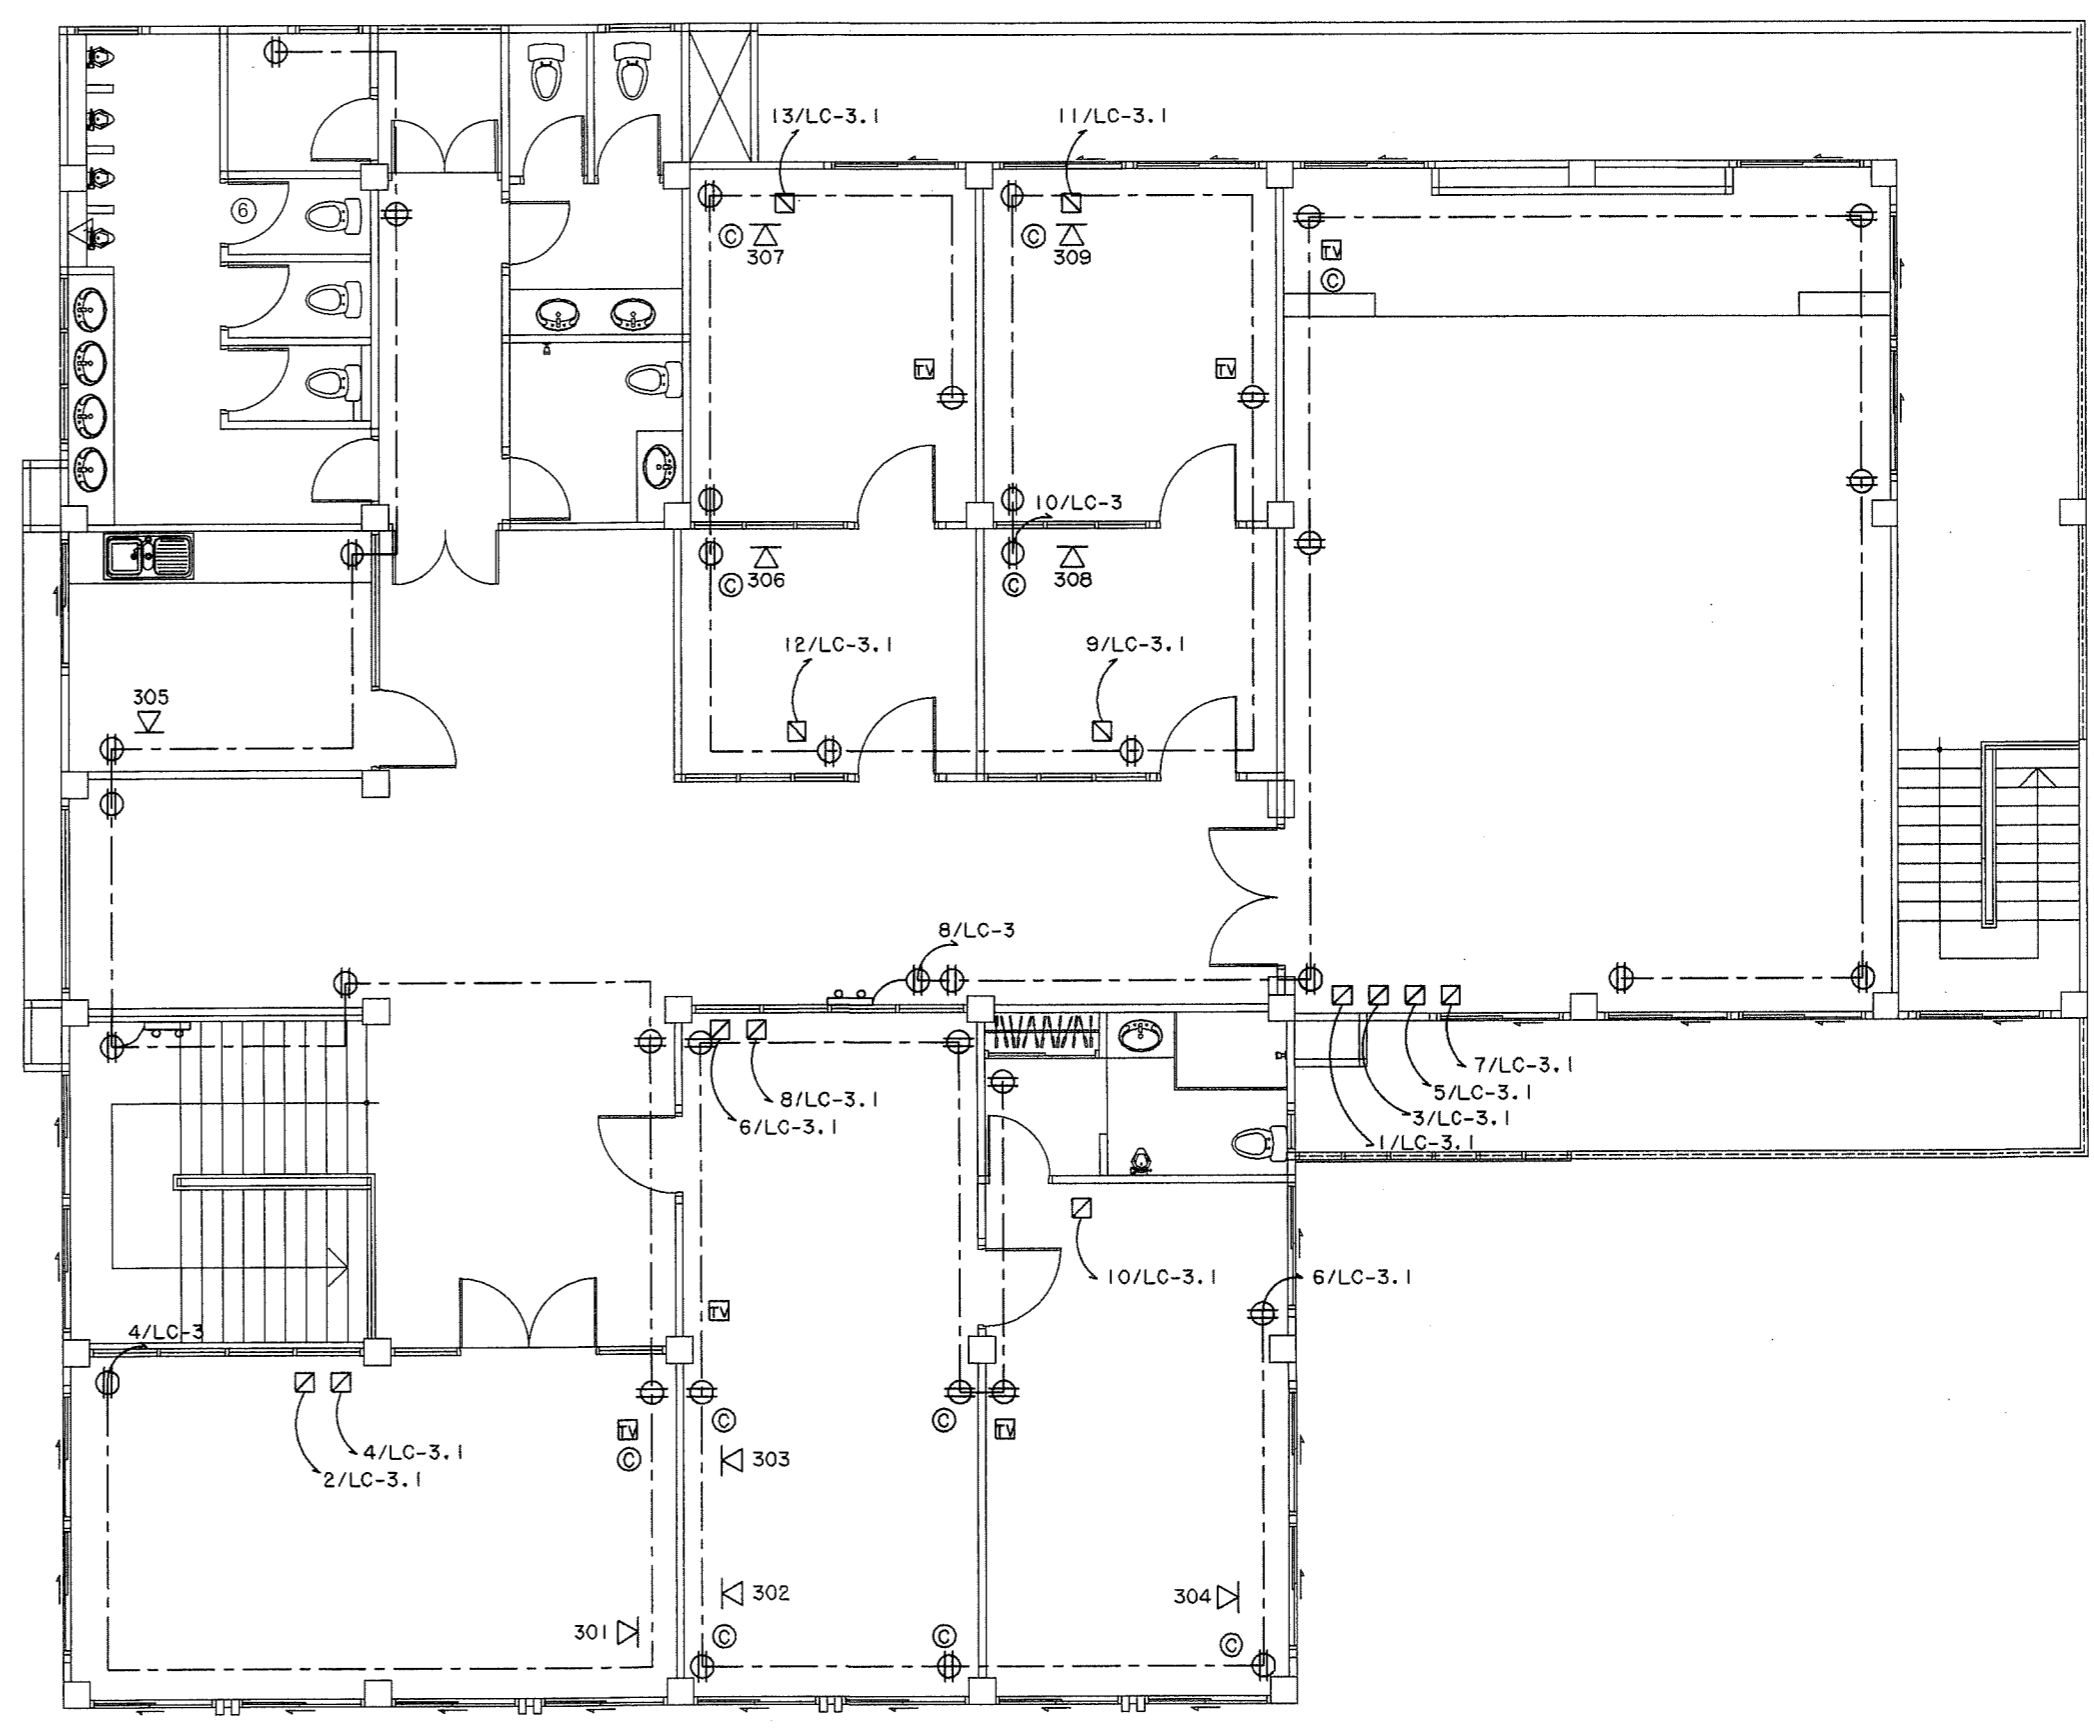 13/LC-3.1
11/LC-3.1
6
C
307
C
309
TV
C
TV
TV
10/LC-3
C
306
C
308
12/LC-3.1
9/LC-3.1
305
8/LC-3
7/LC-3.1
5/LC-3.1
3/LC-3.1
1/LC-3.1
8/LC-3.1
6/LC-3.1
10/LC-3.1
6/LC-3.1
TV
4/LC-3
TV
C
C
C
TV
4/LC-3.1
2/LC-3.1
303
302
304
301
C
C
C